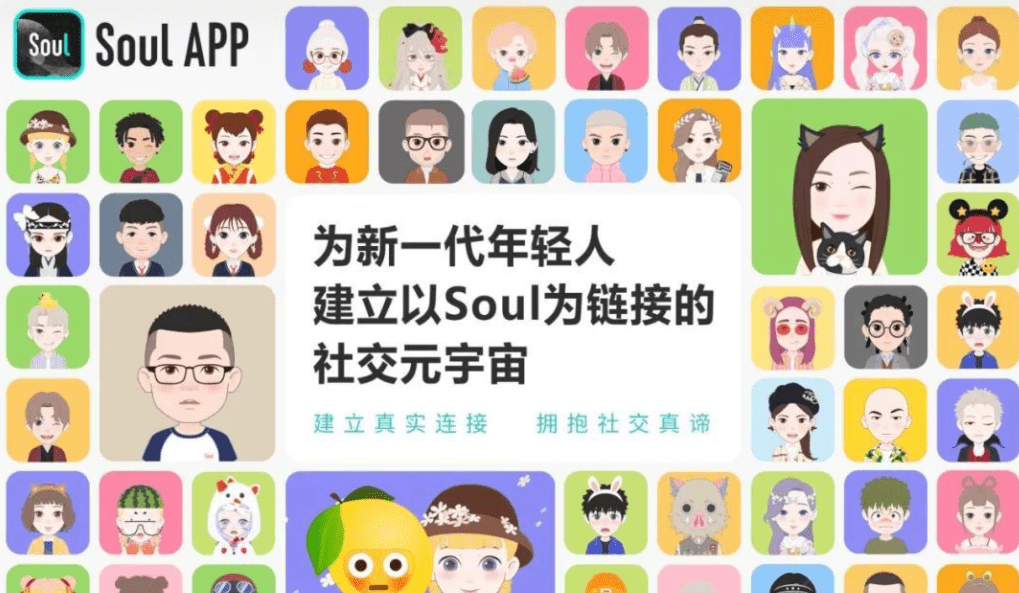 Soul
Soul APP
为新一代年轻人
建立以Soul为链接的
社交元宇宙
建立真实连接 拥抱社交真谛